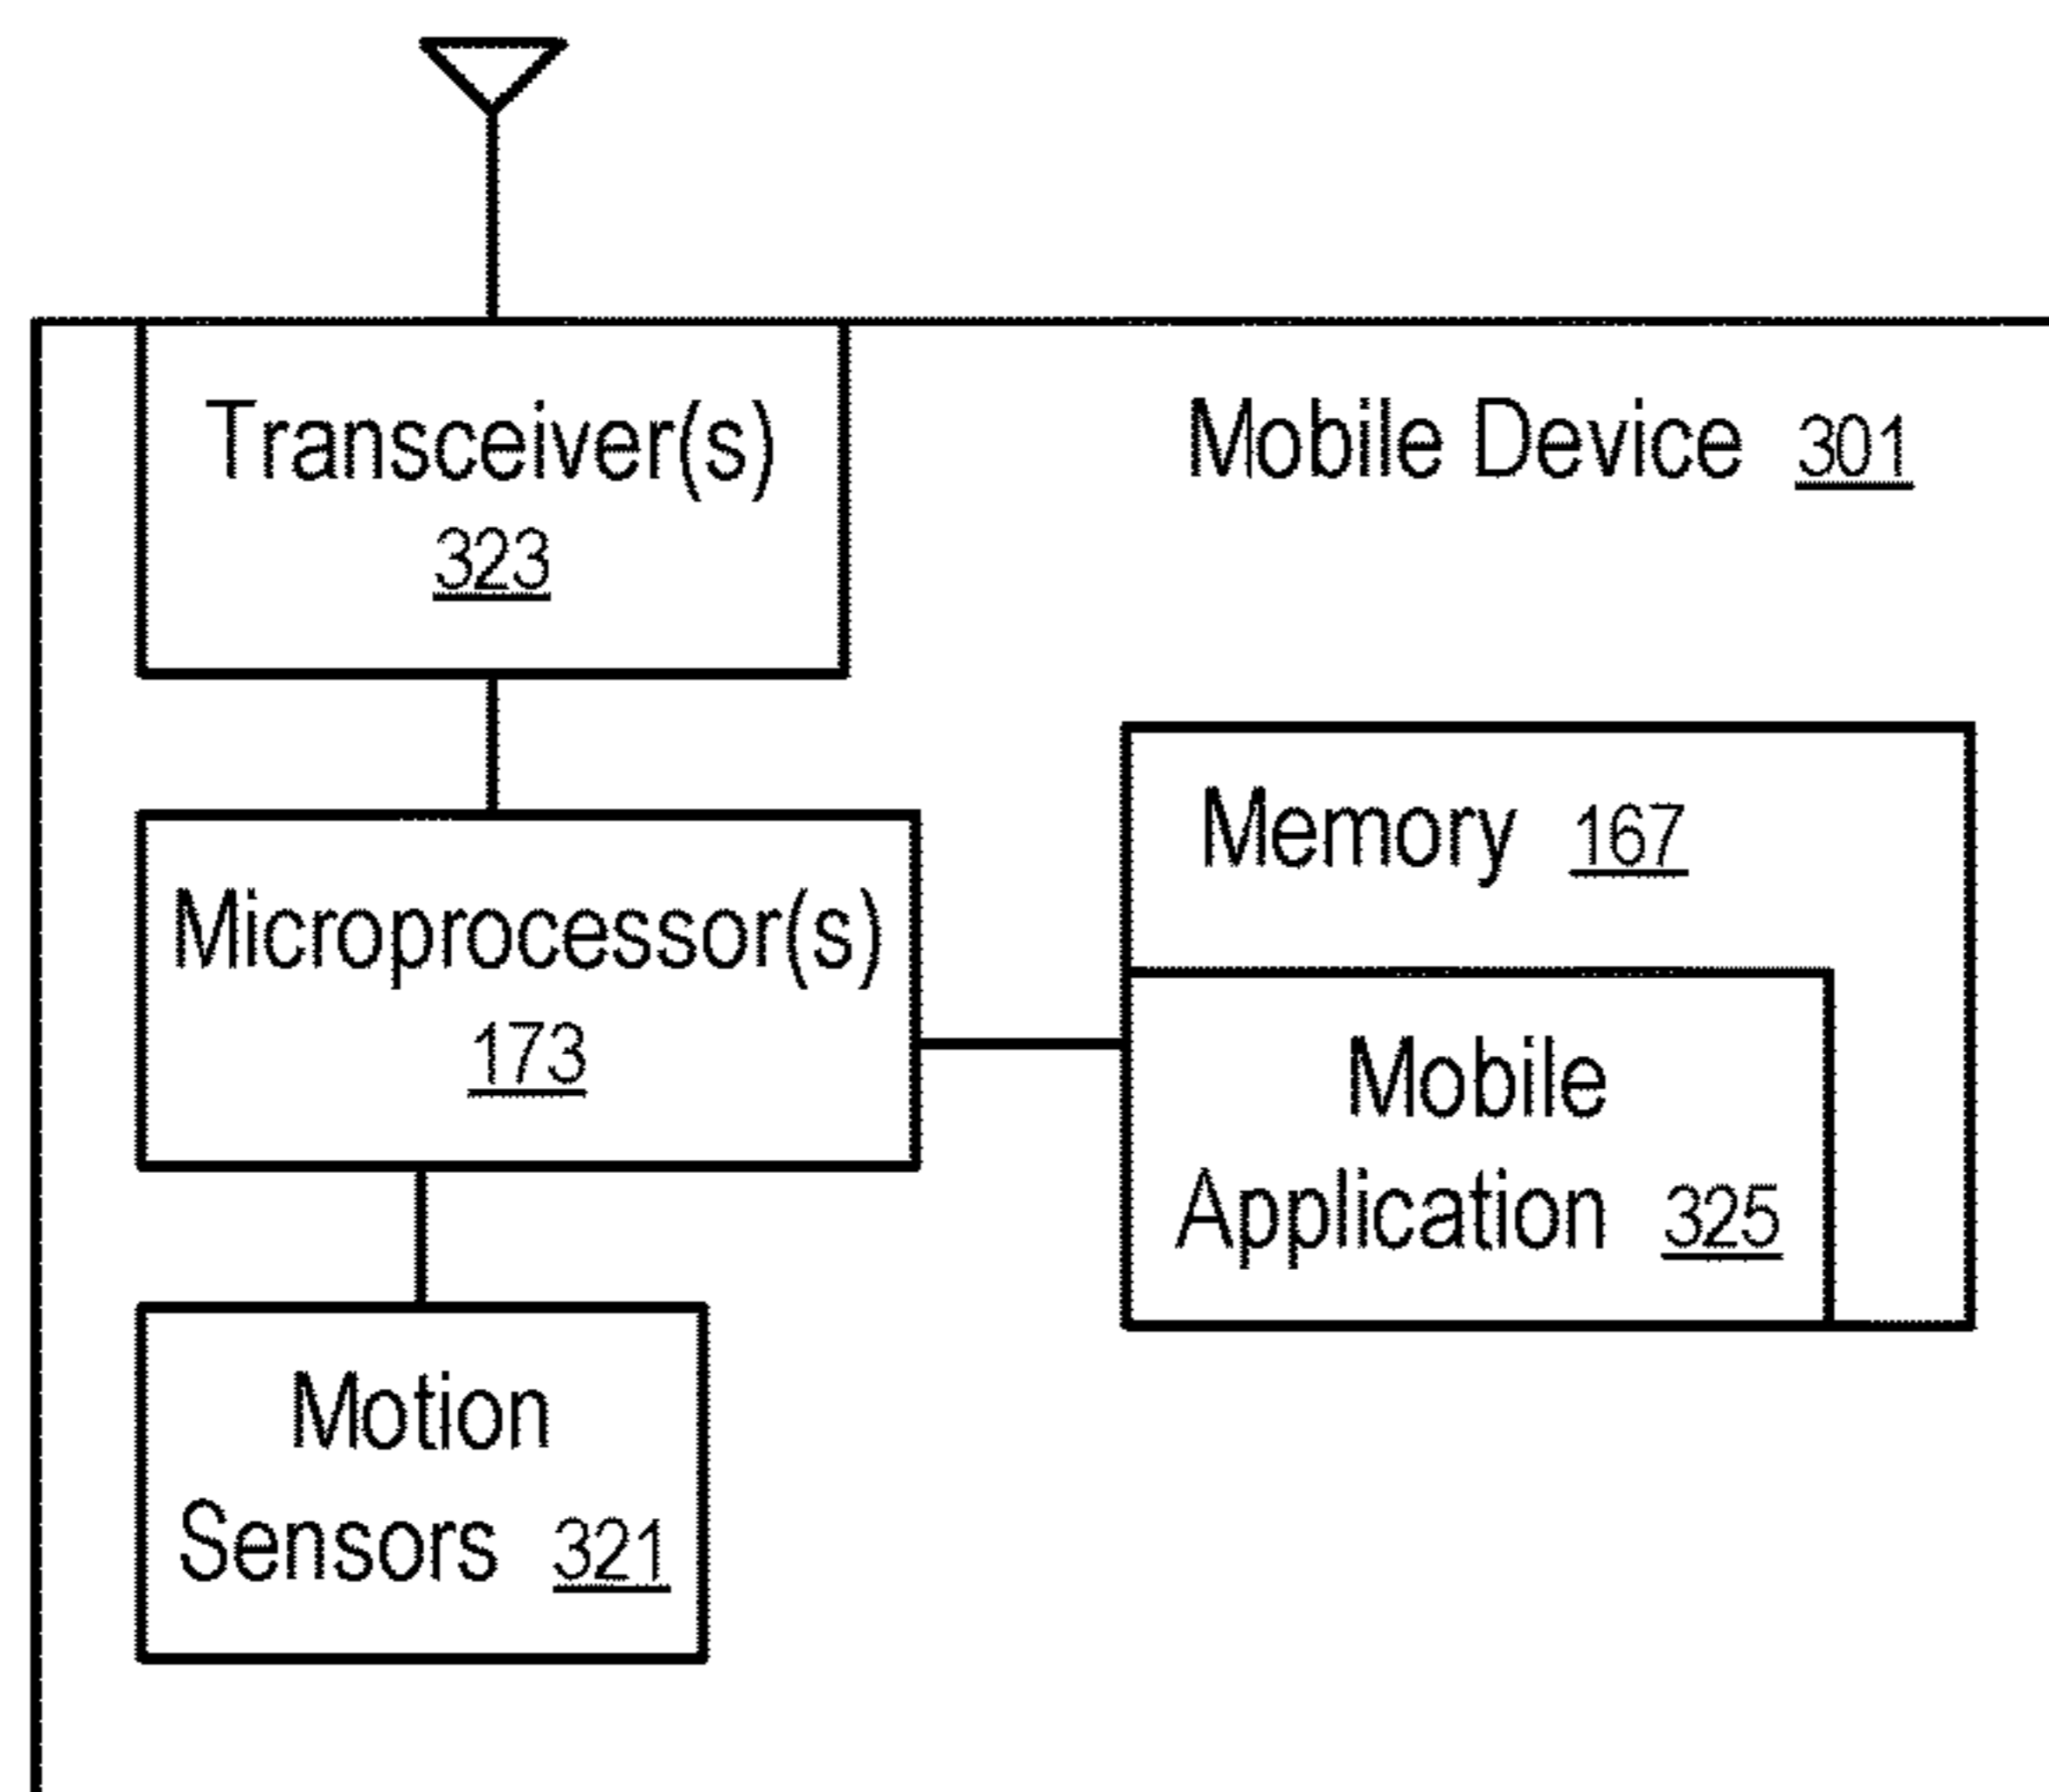 Transceiver(s)
323
Mobile Device 301
Memory 167
Microprocessor(s)
173
Mobile
Application 325
Motion
Sensors 321